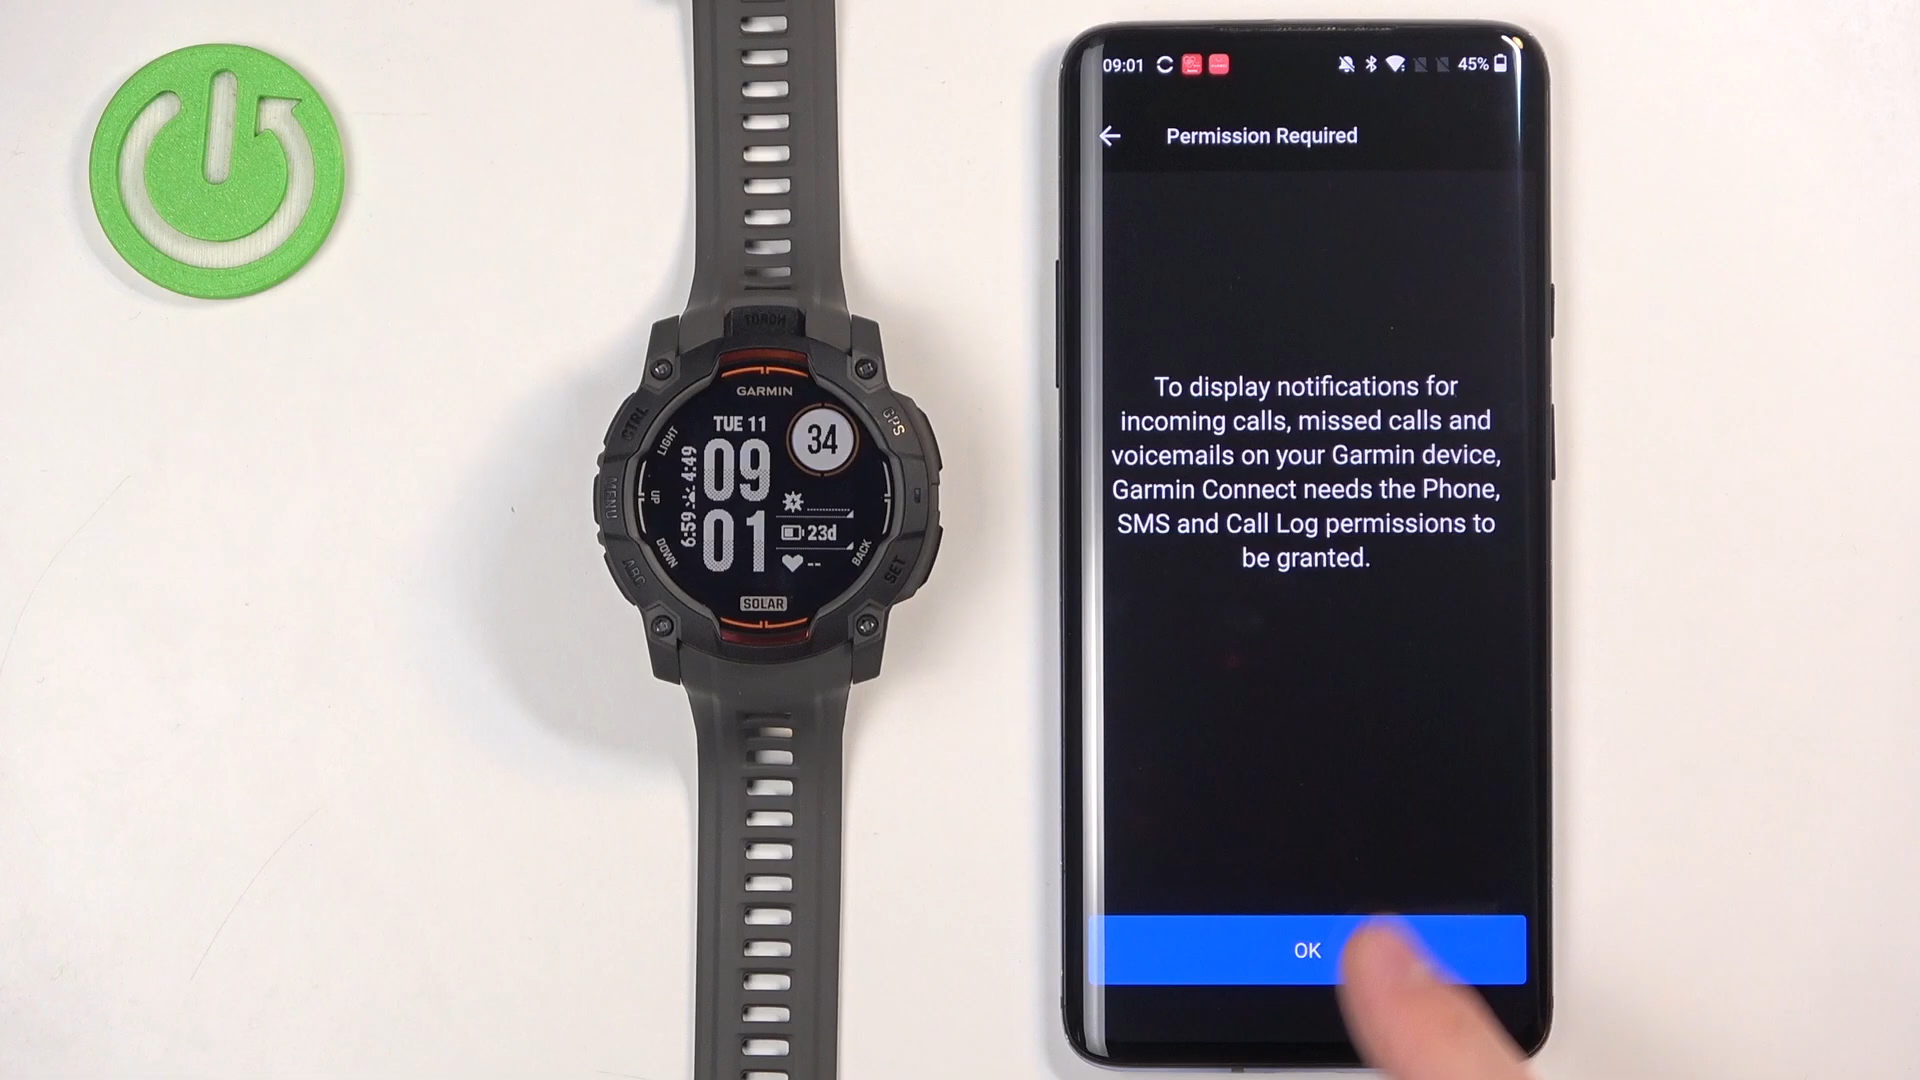 TORCH
GARMIN
CTRL
LIGHT
GPS
TUE 11
34
09
6:59 4:49
MENU
UP
01
23d
--
DOWN
BACK
ABC
SET
SOLAR
09:01
45%
Permission Required
To display notifications for
incoming calls, missed calls and
voicemails on your Garmin device,
Garmin Connect needs the Phone,
SMS and Call Log permissions to
be granted.
OK